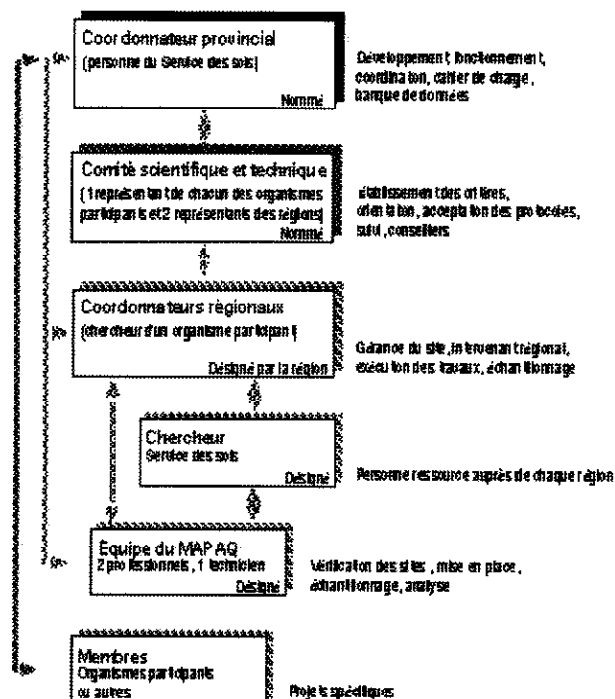 Coordonnateur provincial
(personne du Service des sols)
Nommé
Développement, fonctionnement,
coordination, cahier de charge,
banque de données
Comité scientifique et technique
(1 représentant de chacun des organismes
participants et 2 représentants des régions)
Nommé
Établissement des critères,
orientation, acceptation des protocoles,
suivi, conseillers
Coordonnateurs régionaux
(chercheur d'un organisme participant)
Désigné par la région
Gérance du site, intervenant régional,
exécution des travaux, échantillonnage
Chercheur
Service des sols
Désigné
Personne ressource auprès de chaque région
Équipe du MAPAQ
2 professionnels, 1 technicien
Désigné
Vérification des sites, mise en place,
échantillonnage, analyse
Membres
Organismes participants
ou autres
Projets spécifiques